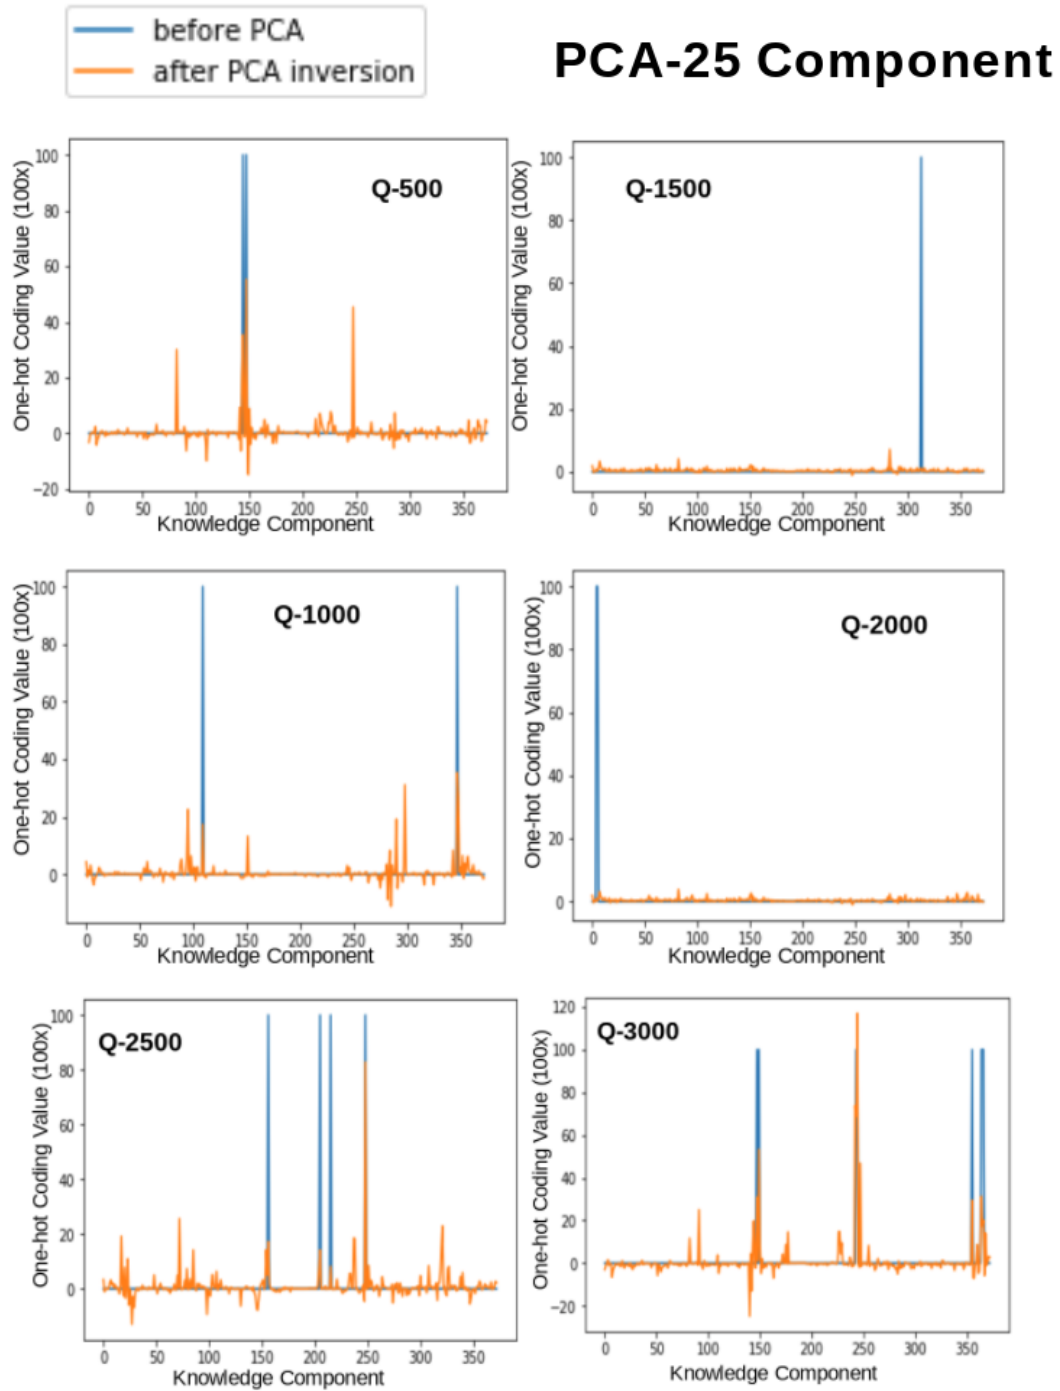 before PCA
after PCA inversion
PCA-25 Component
One-hot Coding Value (100x)
100
80
60
40
20
0
−20
Q-500
0 50 100 150 200 250 300 350
Knowledge Component
One-hot Coding Value (100x)
100
80
60
40
20
0
Q-1500
0 50 100 150 200 250 300 350
Knowledge Component
One-hot Coding Value (100x)
100
80
60
40
20
0
Q-1000
0 50 100 150 200 250 300 350
Knowledge Component
One-hot Coding Value (100x)
100
80
60
40
20
0
Q-2000
0 50 100 150 200 250 300 350
Knowledge Component
One-hot Coding Value (100x)
100
80
60
40
20
0
Q-2500
0 50 100 150 200 250 300 350
Knowledge Component
One-hot Coding Value (100x)
120
100
80
60
40
20
0
−20
Q-3000
0 50 100 150 200 250 300 350
Knowledge Component